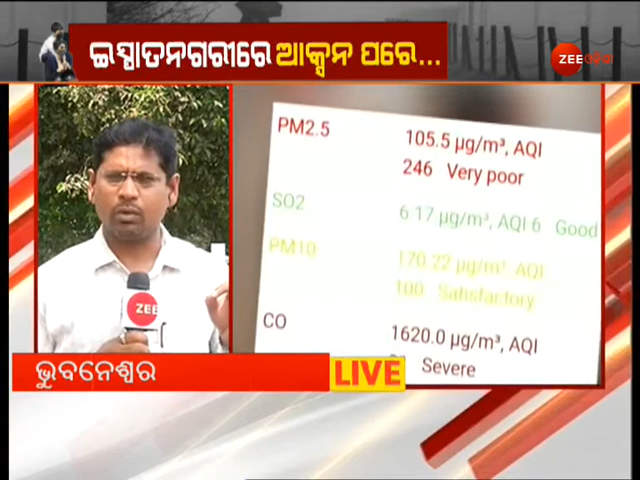 ଇସ୍ପାତନଗରୀରେ ଆକ୍ସନ ପରେ...
ZEE ଓଡ଼ିଶା
PM2.5 105.5 µg/m³, AQI
246 Very poor
SO2 6.17 µg/m³, AQI 6 Good
PM10 170.22 µg/m³, AQI
100 Satisfactory
CO 1620.0 µg/m³, AQI
Severe
ZEE
ଭୁବନେଶ୍ୱର LIVE